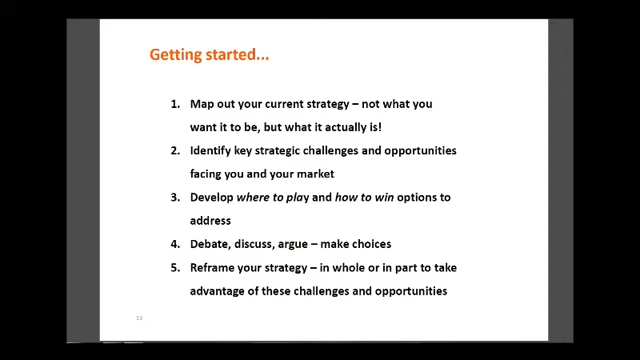 Getting started...
1. Map out your current strategy – not what you
want it to be, but what it actually is!
2. Identify key strategic challenges and opportunities
facing you and your market
3. Develop where to play and how to win options to
address
4. Debate, discuss, argue – make choices
5. Reframe your strategy – in whole or in part to take
advantage of these challenges and opportunities